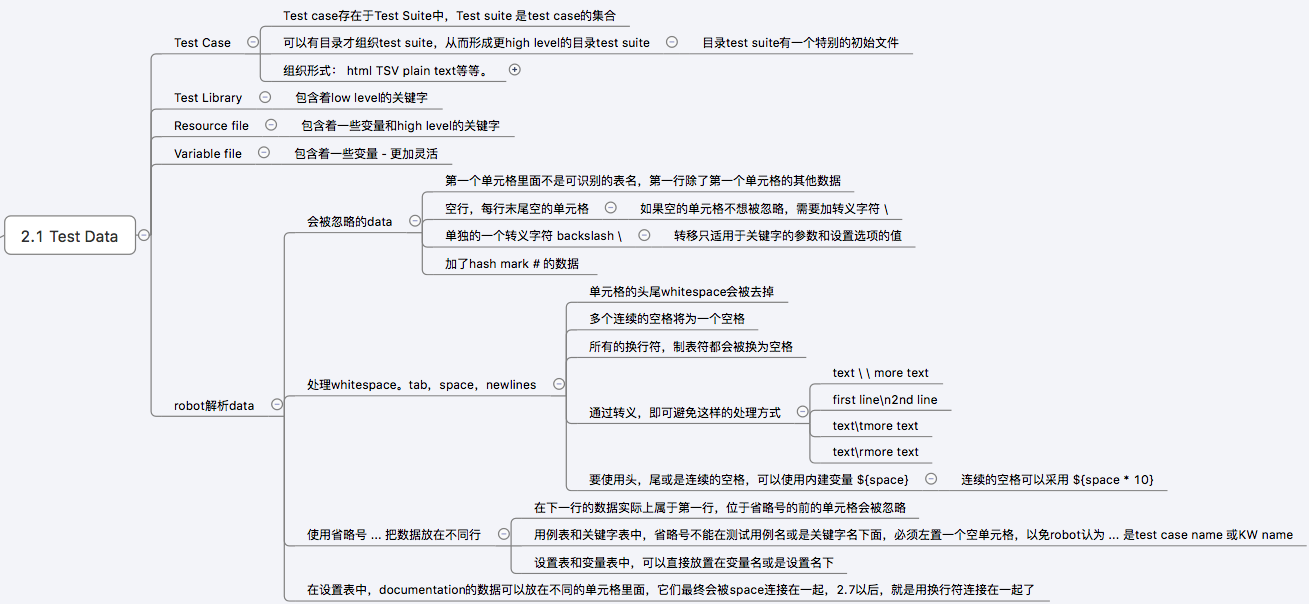 Test case存在于Test Suite中，Test suite 是test case的集合
Test Case
可以有目录才组织test suite，从而形成更high level的目录test suite
目录test suite有一个特别的初始文件
组织形式： html TSV plain text等等。
Test Library
包含着low level的关键字
Resource file
包含着一些变量和high level的关键字
Variable file
包含着一些变量 - 更加灵活
2.1 Test Data
robot解析data
会被忽略的data
第一个单元格里面不是可识别的表名，第一行除了第一个单元格的其他数据
空行，每行末尾空的单元格
如果空的单元格不想被忽略，需要加转义字符 \
单独的一个转义字符 backslash \
转移只适用于关键字的参数和设置选项的值
加了hash mark # 的数据
处理whitespace。tab，space，newlines
单元格的头尾whitespace会被去掉
多个连续的空格将为一个空格
所有的换行符，制表符都会被换为空格
通过转义，即可避免这样的处理方式
text \ \ more text
first line\n2nd line
text\tmore text
text\rmore text
要使用头，尾或是连续的空格，可以使用内建变量 ${space}
连续的空格可以采用 ${space * 10}
使用省略号 ... 把数据放在不同行
在下一行的数据实际上属于第一行，位于省略号的前的单元格会被忽略
用例表和关键字表中，省略号不能在测试用例名或是关键字名下面，必须左置一个空单元格，以免robot认为 ... 是test case name 或KW name
设置表和变量表中，可以直接放置在变量名或是设置名下
在设置表中，documentation的数据可以放在不同的单元格里面，它们最终会被space连接在一起，2.7以后，就是用换行符连接在一起了